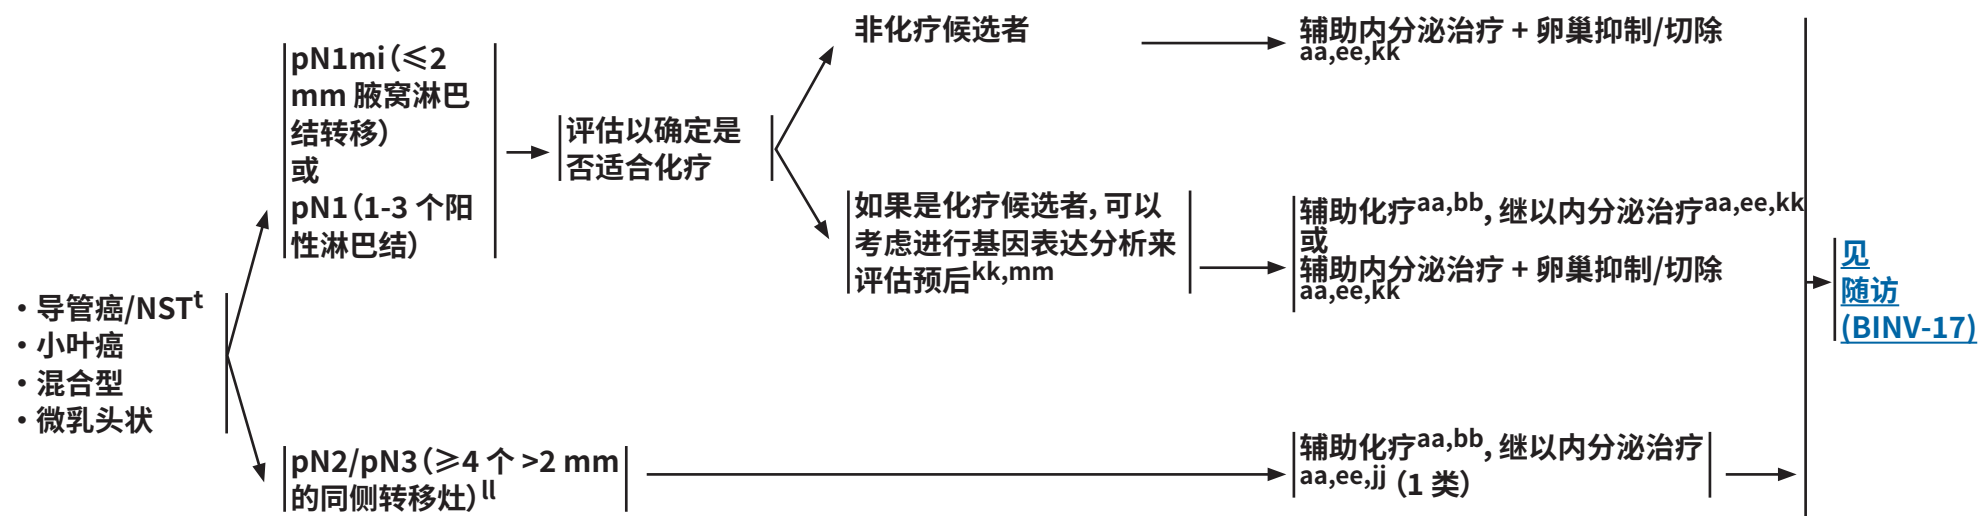 • 导管癌/NSTt
• 小叶癌
• 混合型
• 微乳头状
pN1mi（≤2
mm 腋窝淋巴
结转移）
或
pN1（1-3 个阳
性淋巴结）
评估以确定是
否适合化疗
非化疗候选者
辅助内分泌治疗 + 卵巢抑制/切除
aa,ee,kk
如果是化疗候选者，可以
考虑进行基因表达分析来
评估预后kk,mm
辅助化疗aa,bb，继以内分泌治疗aa,ee,kk
或
辅助内分泌治疗 + 卵巢抑制/切除
aa,ee,kk
pN2/pN3（≥4 个 >2 mm
的同侧转移灶）ll
辅助化疗aa,bb，继以内分泌治疗
aa,ee,jj（1 类）
见
随访
(BINV-17)